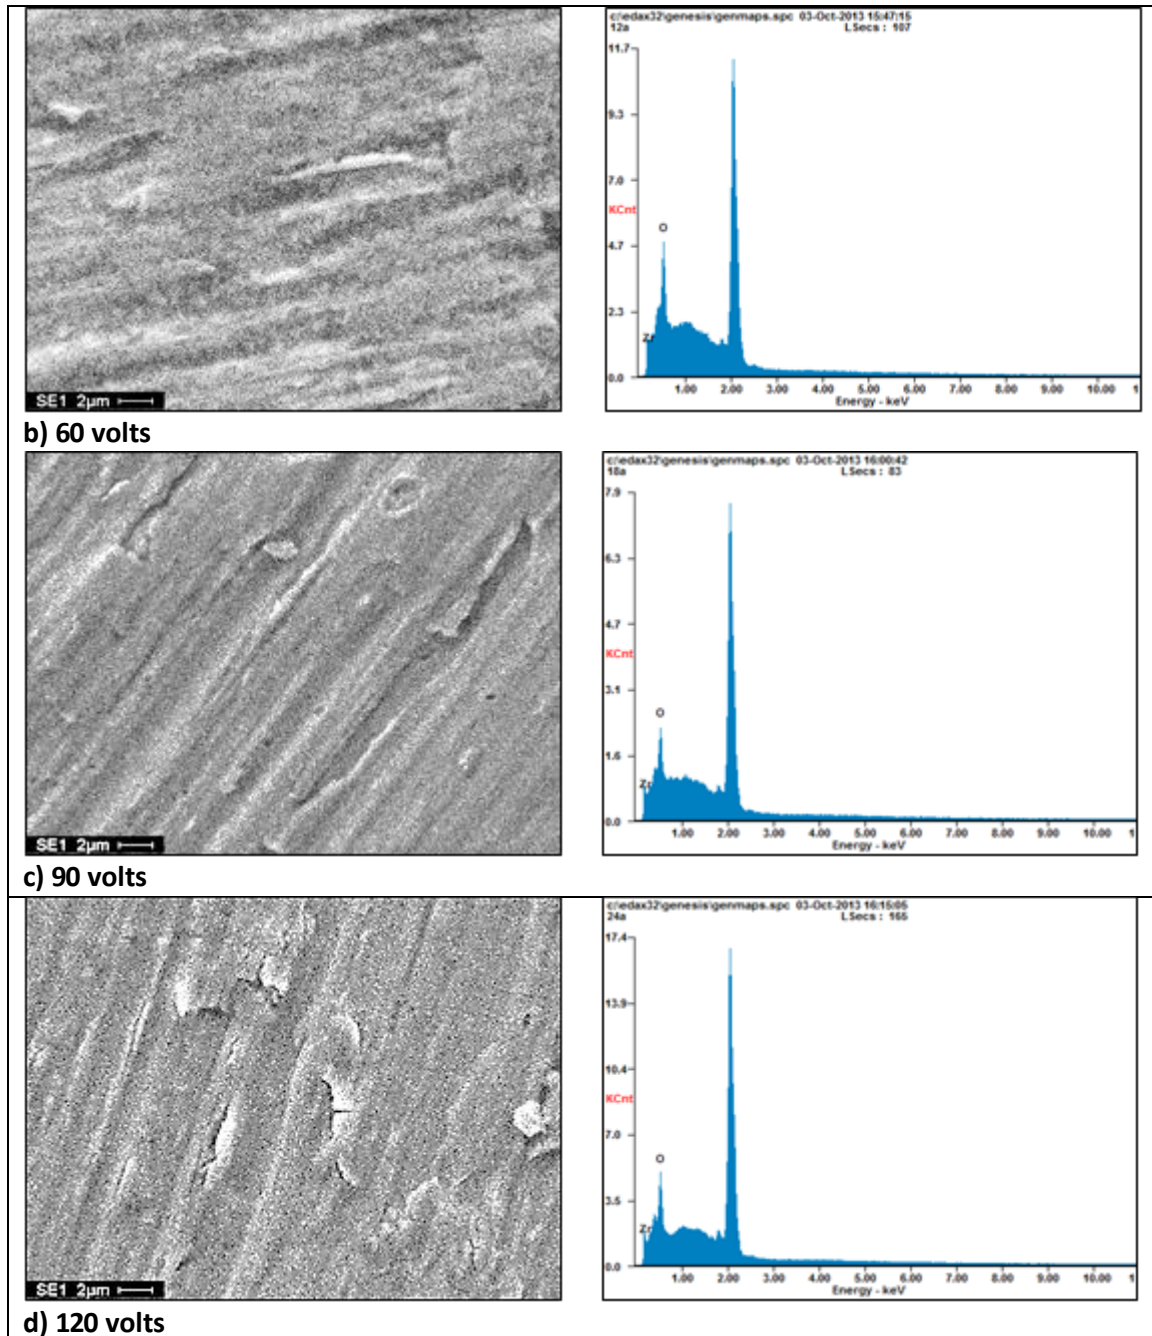 c:\edax32\genesis\genmaps.spc 03-Oct-2013 15:47:15
12a LSecs : 107
11.7
9.3
7.0
KCnt
4.7
2.3
0.0
O
Zr
1.00 2.00 3.00 4.00 5.00 6.00 7.00 8.00 9.00 10.00 1
Energy - keV
SE1 2µm
b) 60 volts
c:\edax32\genesis\genmaps.spc 03-Oct-2013 16:00:42
18a LSecs : 83
7.9
6.3
4.7
KCnt
3.1
1.6
0.0
O
Zr
1.00 2.00 3.00 4.00 5.00 6.00 7.00 8.00 9.00 10.00 1
Energy - keV
SE1 2µm
c) 90 volts
c:\edax32\genesis\genmaps.spc 03-Oct-2013 16:15:05
24a LSecs : 165
17.4
13.9
10.4
KCnt
7.0
3.5
0.0
O
Zr
1.00 2.00 3.00 4.00 5.00 6.00 7.00 8.00 9.00 10.00 1
Energy - keV
SE1 2µm
d) 120 volts